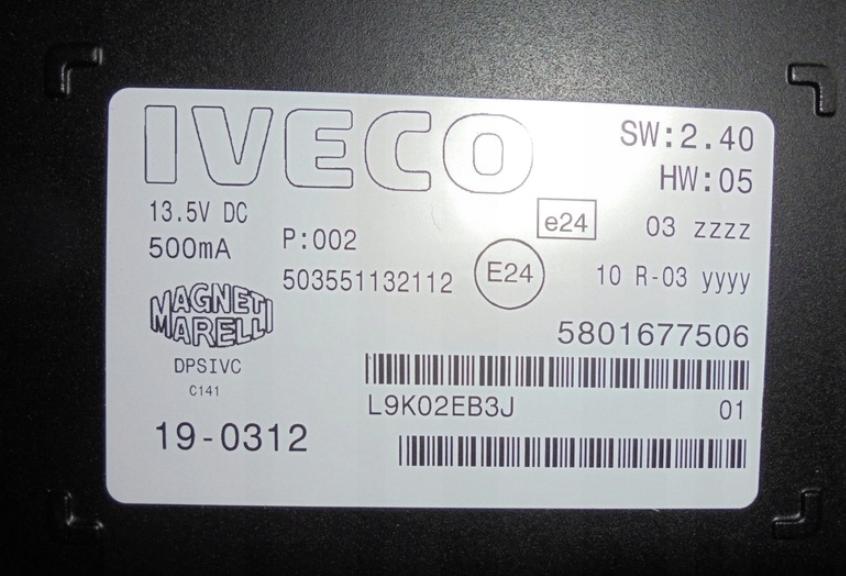 IVECO
SW:2.40
HW:05
13.5V DC
500mA
P:002
503551132112
e24
03 zzzz
E24
10 R-03 yyyy
MAGNETI
MARELLI
DPSIVC
C141
19-0312
5801677506
L9K02EB3J 01